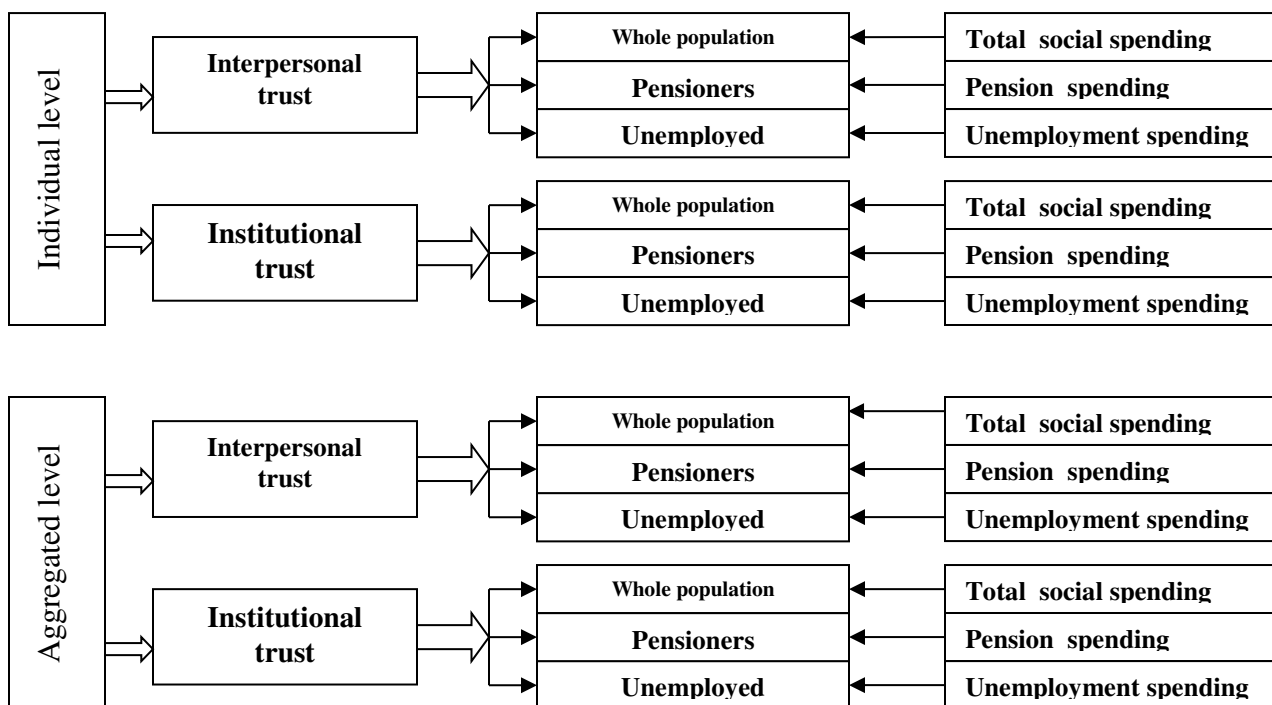 Individual level
Interpersonal
trust
Whole population
Pensioners
Unemployed
Total social spending
Pension spending
Unemployment spending
Institutional
trust
Whole population
Pensioners
Unemployed
Total social spending
Pension spending
Unemployment spending
Aggregated level
Interpersonal
trust
Whole population
Pensioners
Unemployed
Total social spending
Pension spending
Unemployment spending
Institutional
trust
Whole population
Pensioners
Unemployed
Total social spending
Pension spending
Unemployment spending